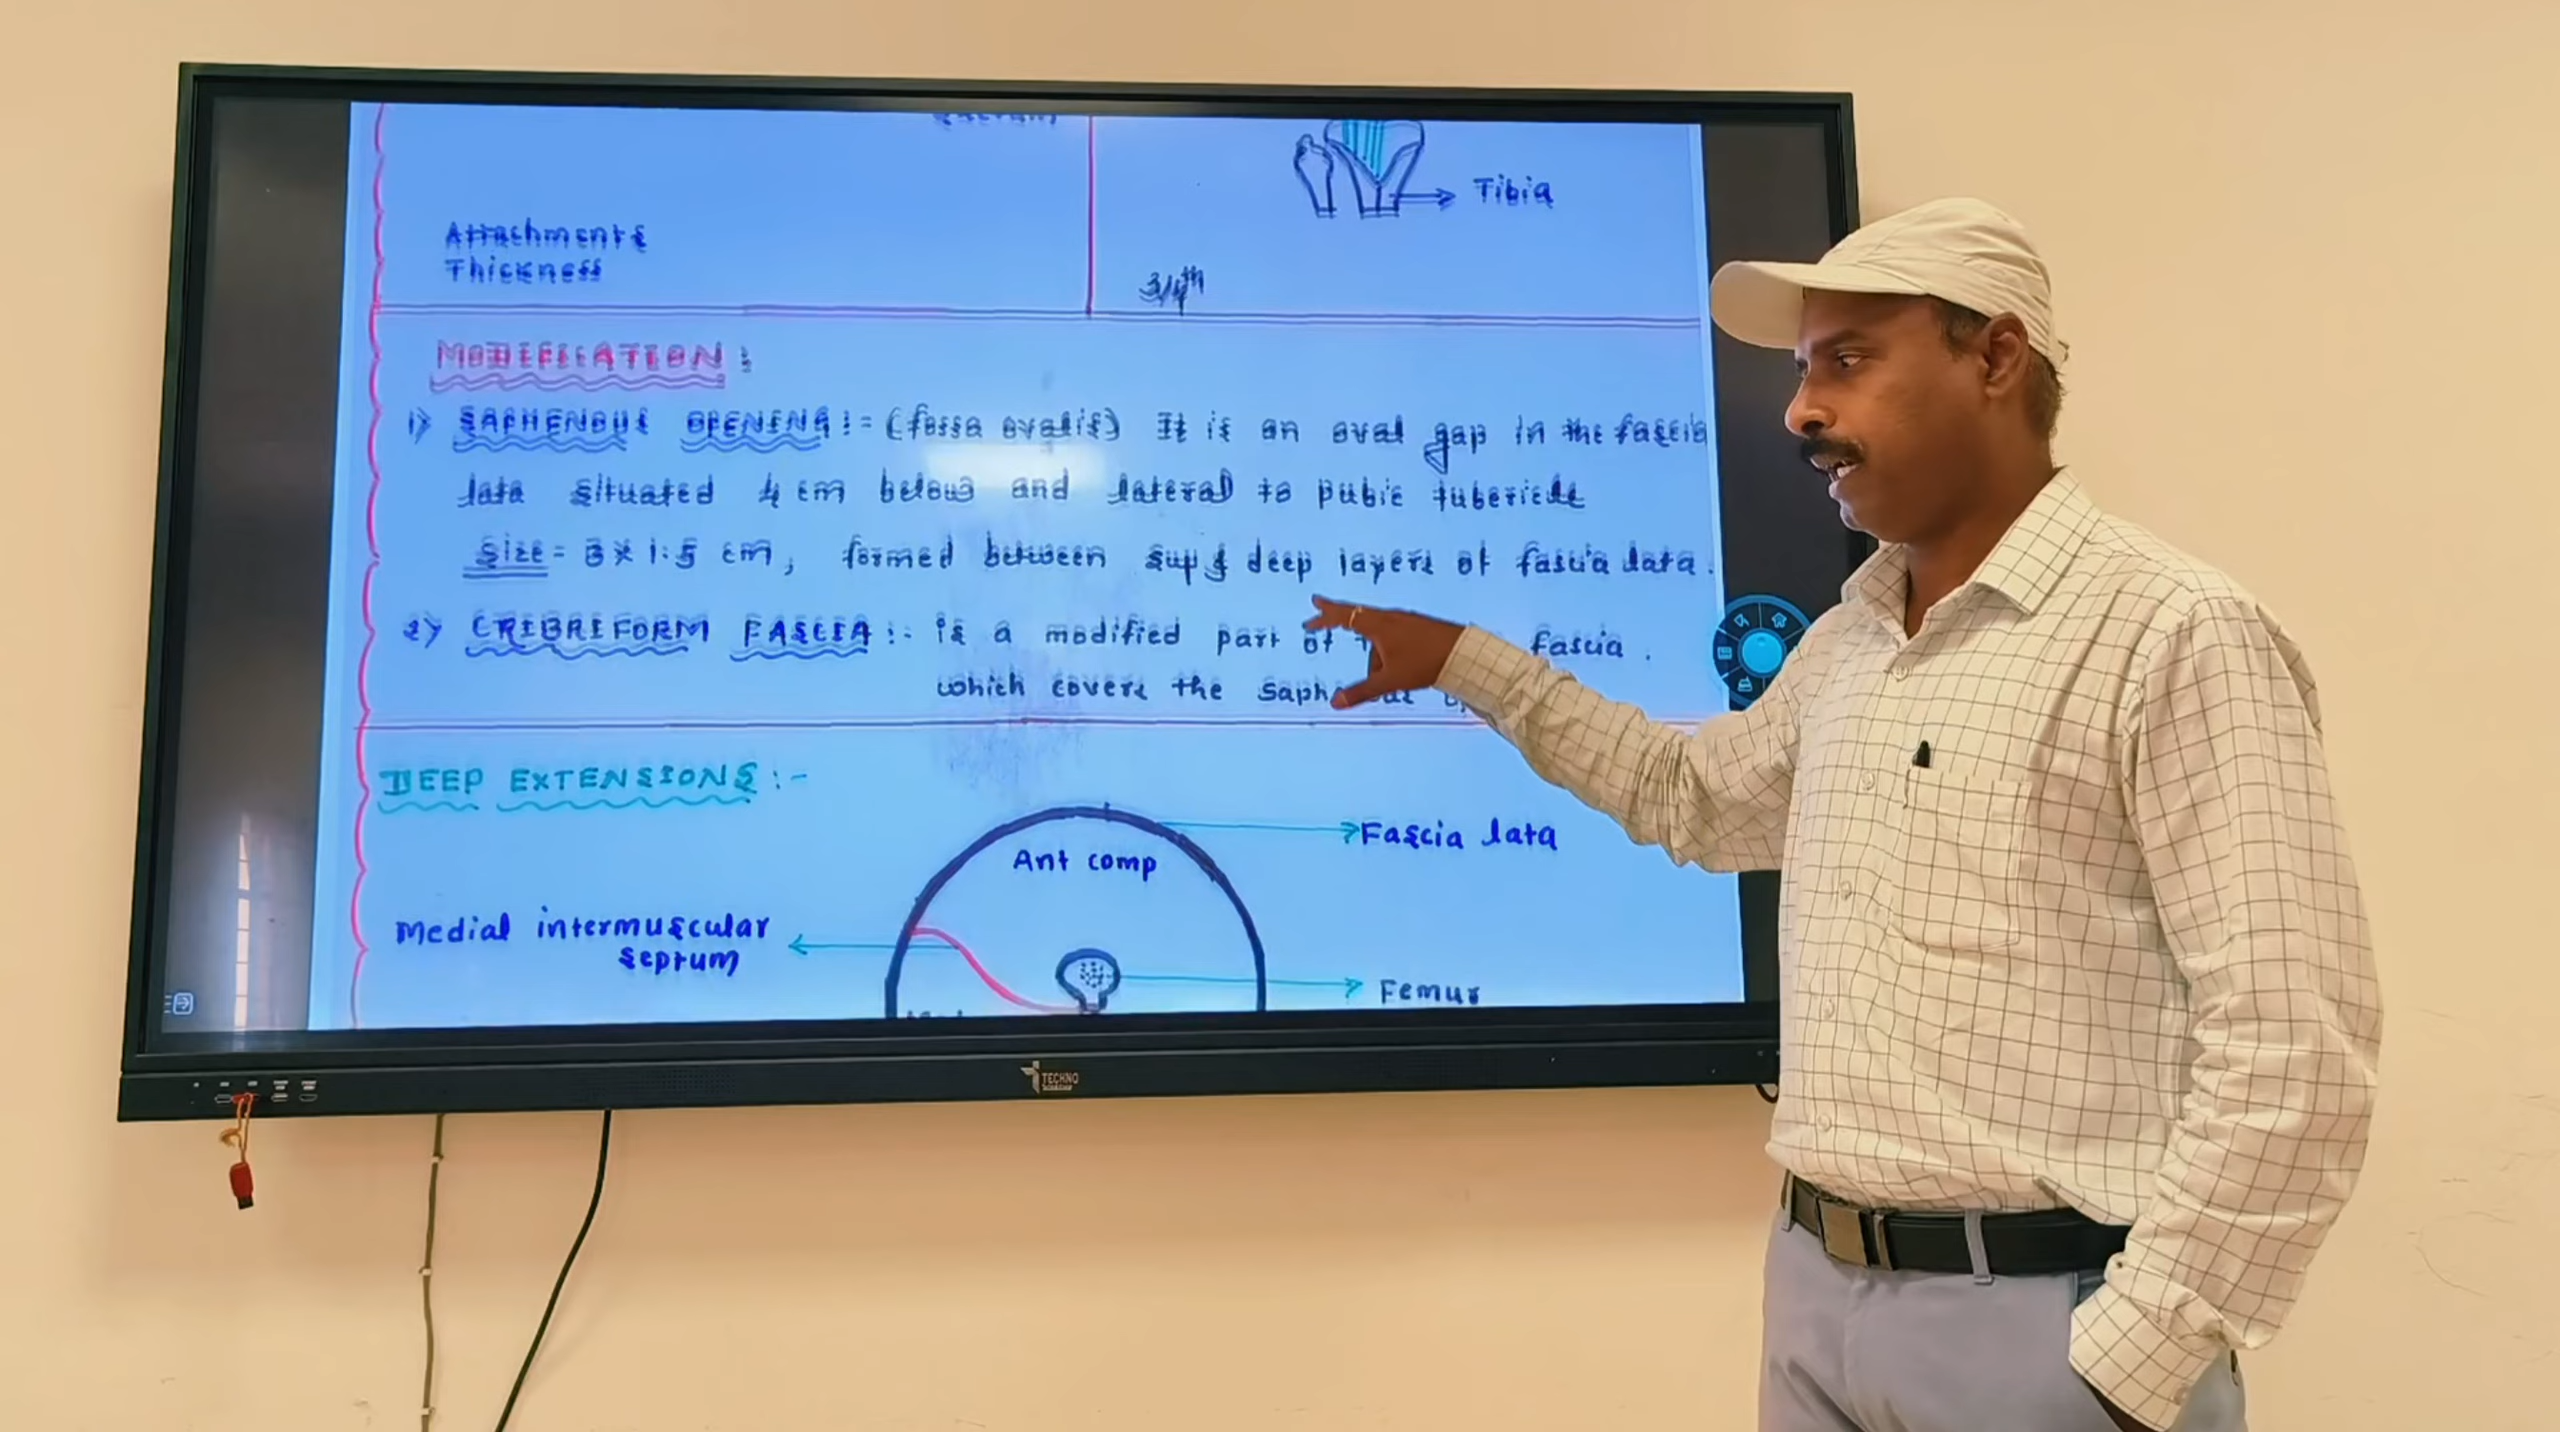 Tibia
Attachments
Thickness
3/4th
MODIFICATION :
1) SAPHENOUS OPENING :- (fossa ovalis) It is an oval gap in the fascia
lata situated 4 cm below and lateral to pubic tubericle
size = 3 x 1.5 cm, formed between sup & deep layers of fascia lata.
2) CRIBRIFORM FASCIA :- is a modified part of fascia.
which covers the
DEEP EXTENSIONS :-
Fascia lata
Ant comp
Medial intermuscular
septum
Femur
TECHNO